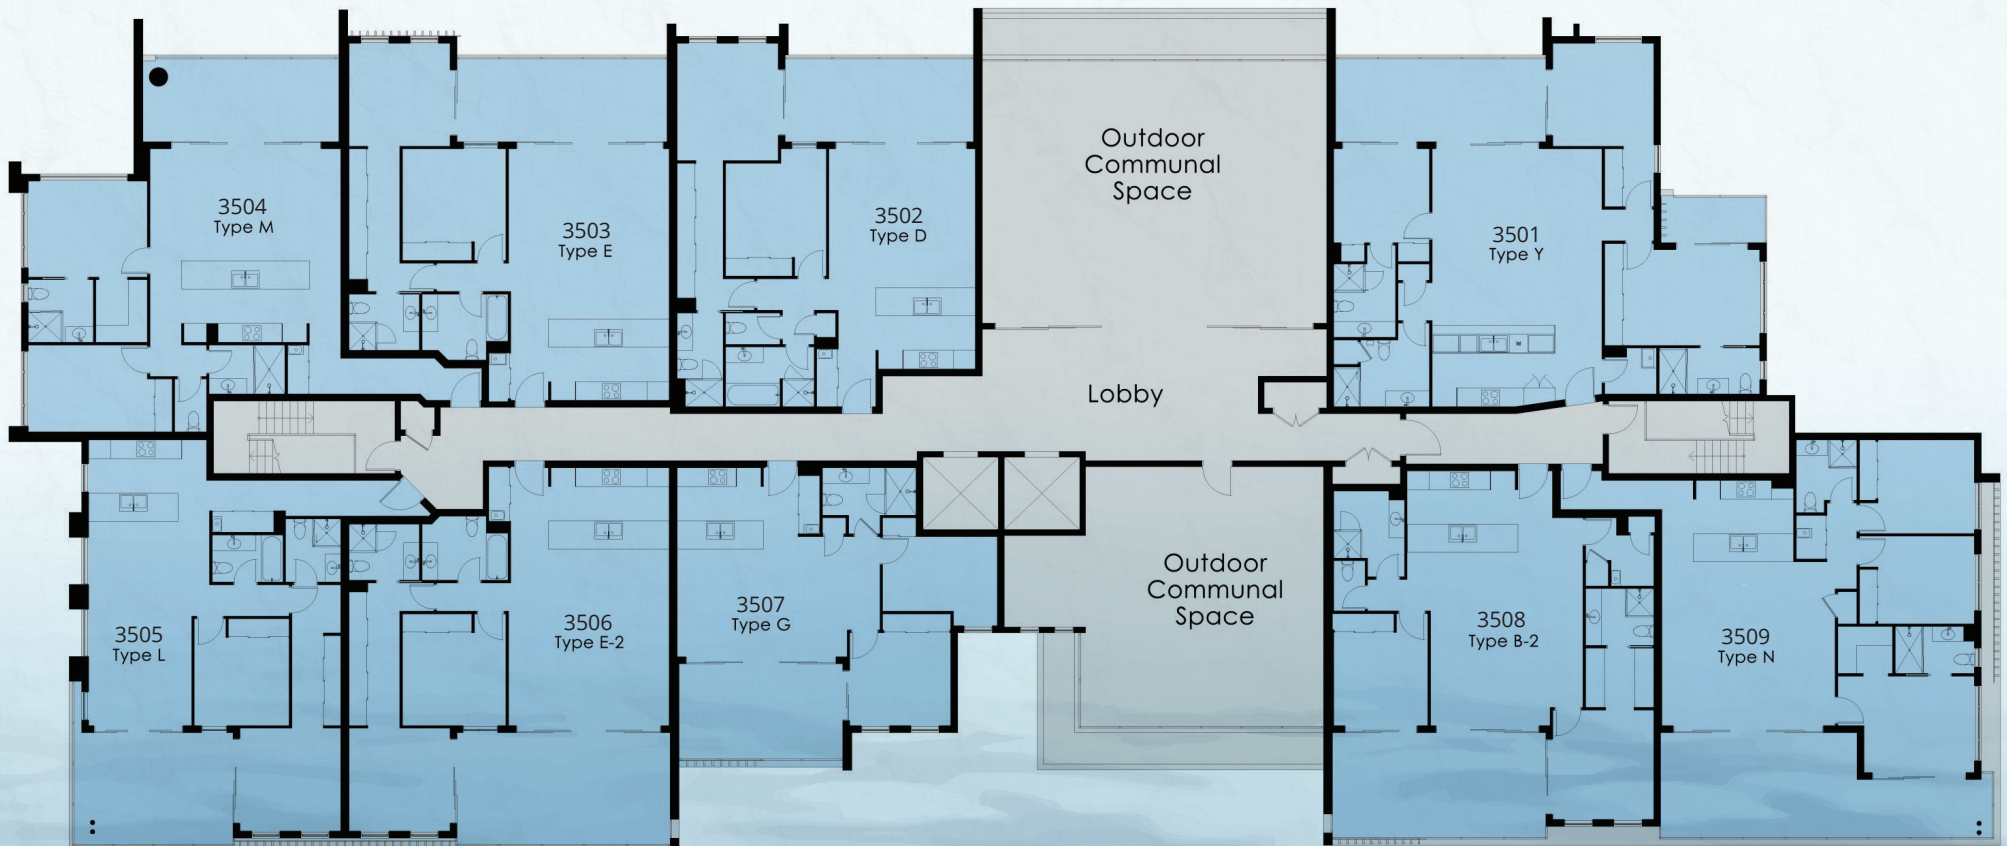 Outdoor
Communal
Space
3504
Type M
3503
Type E
3502
Type D
3501
Type Y
Lobby
Outdoor
Communal
Space
3505
Type L
3506
Type E-2
3507
Type G
3508
Type B-2
3509
Type N